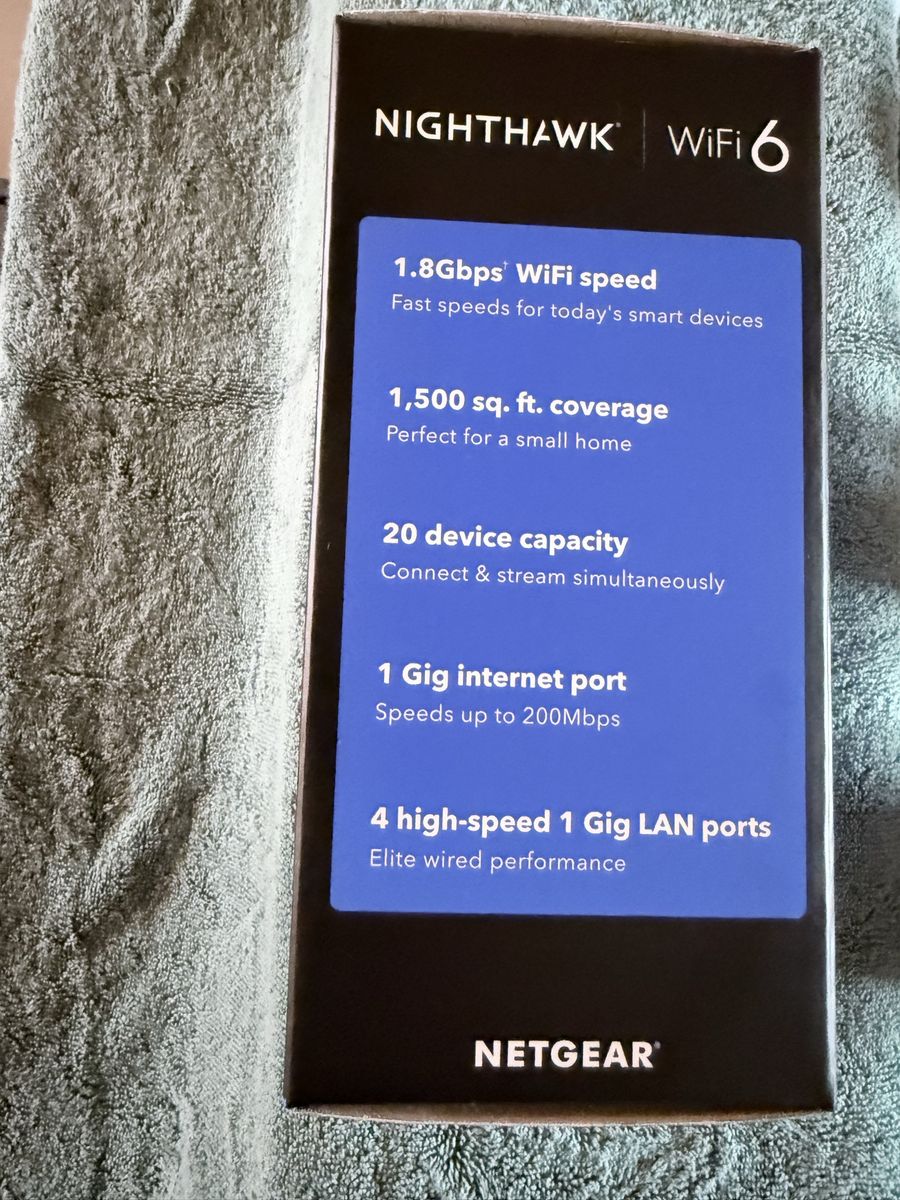 NIGHTHAWK® | WiFi 6
1.8Gbps† WiFi speed
Fast speeds for today's smart devices
1,500 sq. ft. coverage
Perfect for a small home
20 device capacity
Connect & stream simultaneously
1 Gig internet port
Speeds up to 200Mbps
4 high-speed 1 Gig LAN ports
Elite wired performance
NETGEAR®